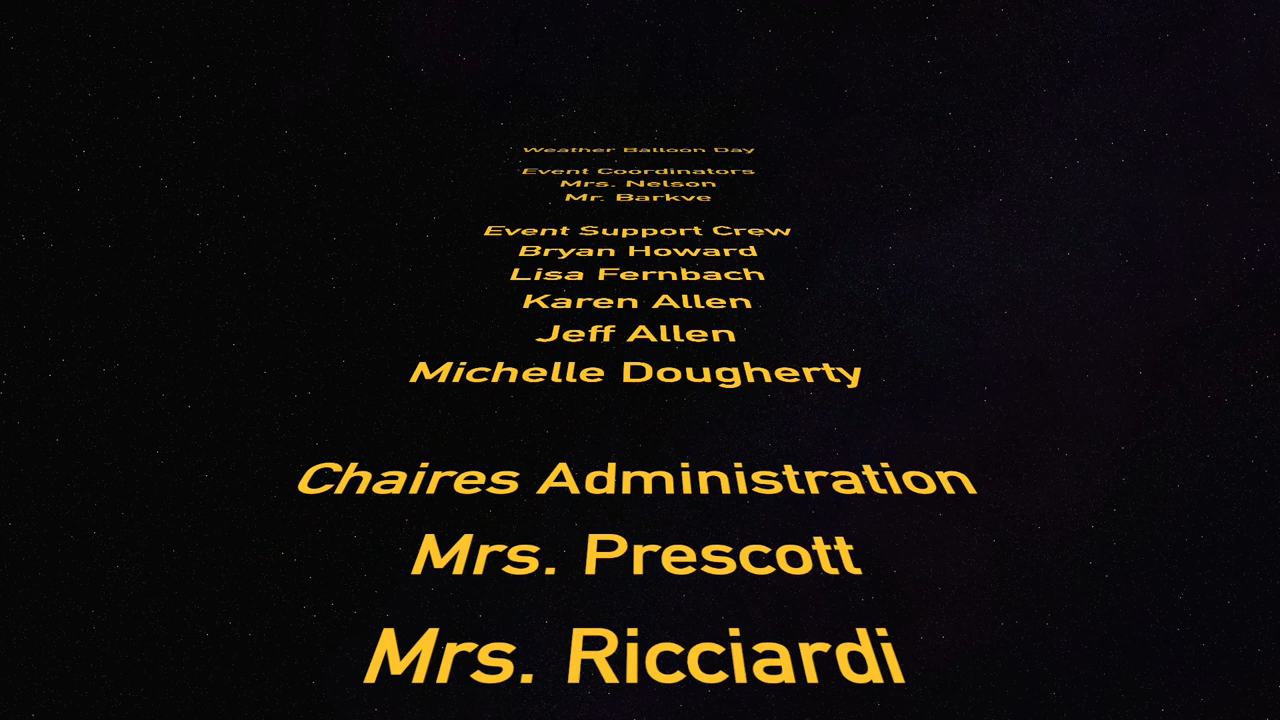 Weather Balloon Day
Event Coordinators
Mrs. Nelson
Mr. Barkve
Event Support Crew
Bryan Howard
Lisa Fernbach
Karen Allen
Jeff Allen
Michelle Dougherty
Chaires Administration
Mrs. Prescott
Mrs. Ricciardi